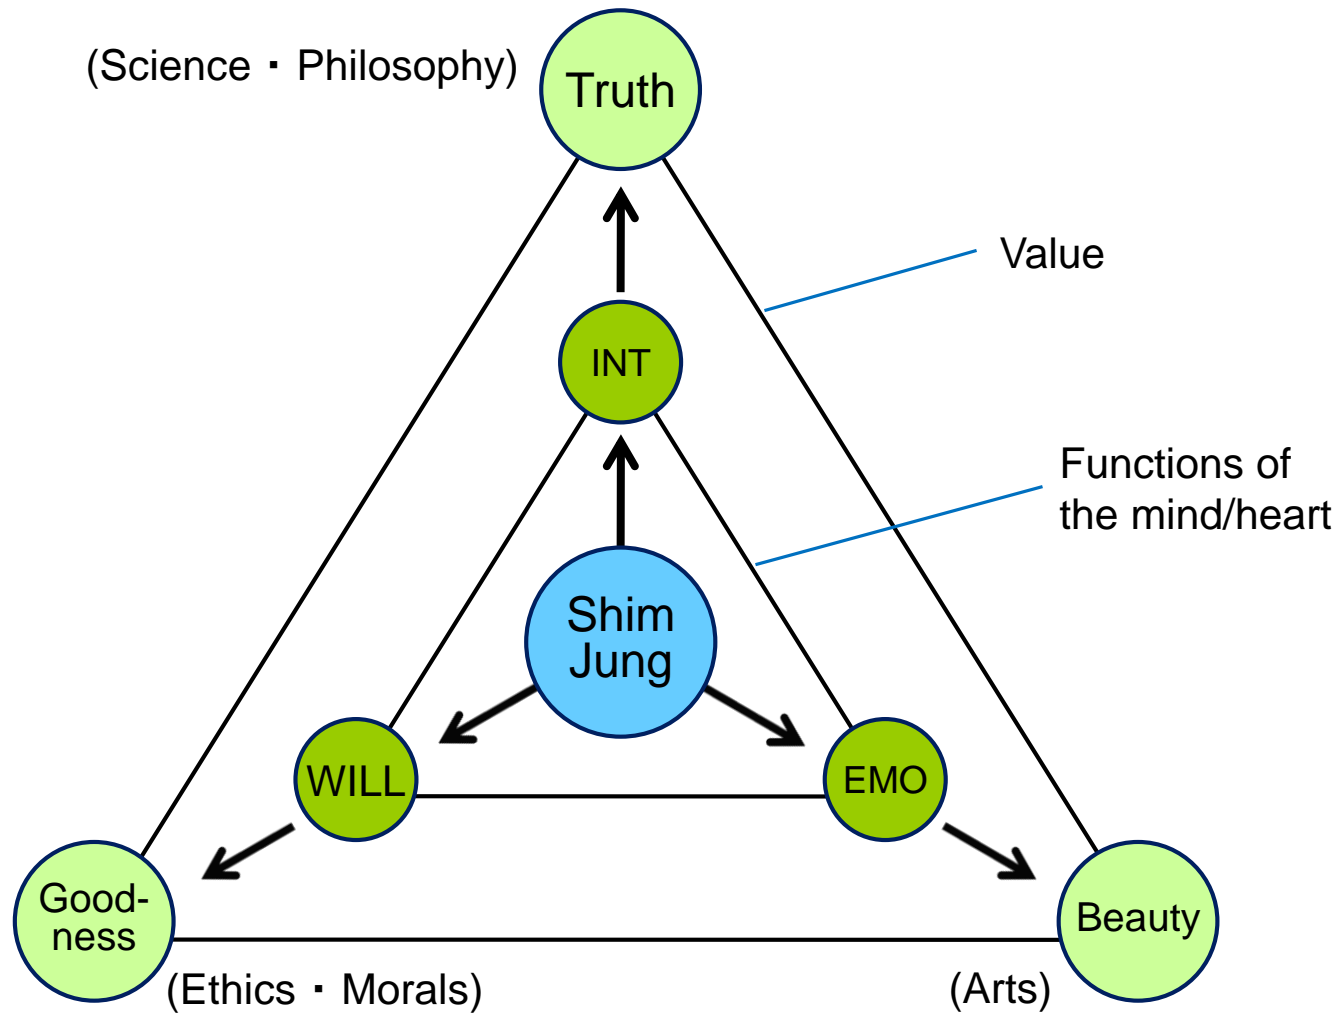 (Science・Philosophy)
Truth
Value
INT
Functions of
the mind/heart
Shim
Jung
WILL
EMO
Good-
ness
Beauty
(Ethics・Morals)
(Arts)